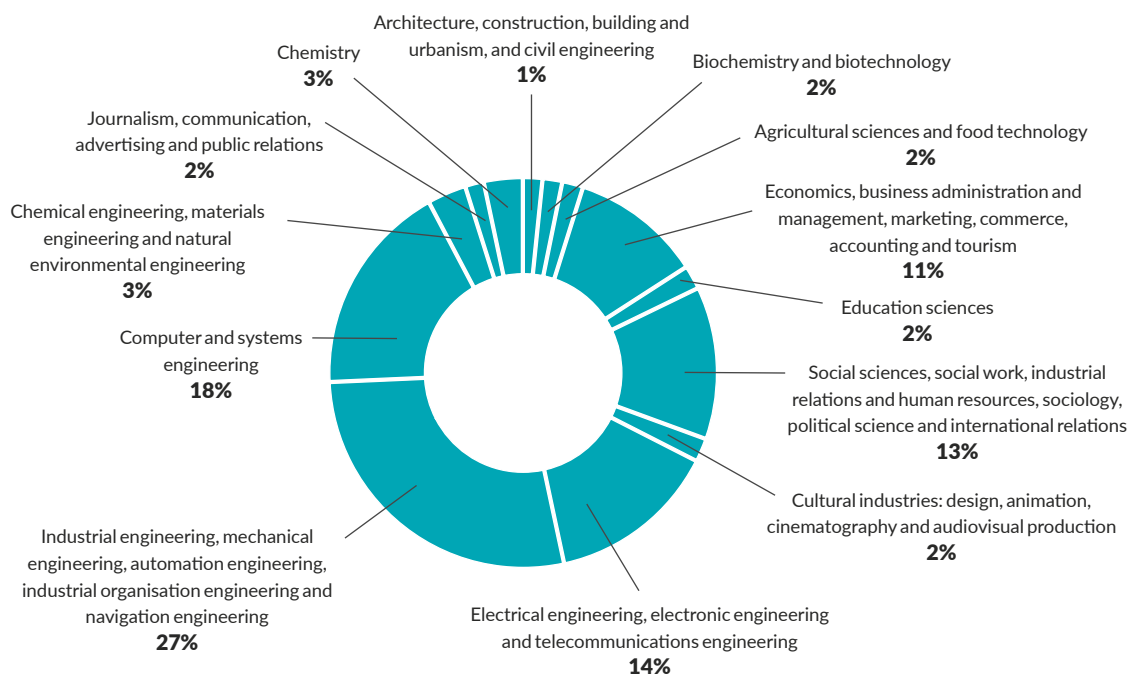 Architecture, construction, building and
urbanism, and civil engineering
1%
Biochemistry and biotechnology
2%
Agricultural sciences and food technology
2%
Economics, business administration and
management, marketing, commerce,
accounting and tourism
11%
Education sciences
2%
Social sciences, social work, industrial
relations and human resources, sociology,
political science and international relations
13%
Cultural industries: design, animation,
cinematography and audiovisual production
2%
Electrical engineering, electronic engineering
and telecommunications engineering
14%
Industrial engineering, mechanical
engineering, automation engineering,
industrial organisation engineering and
navigation engineering
27%
Computer and systems
engineering
18%
Chemical engineering, materials
engineering and natural
environmental engineering
3%
Journalism, communication,
advertising and public relations
2%
Chemistry
3%